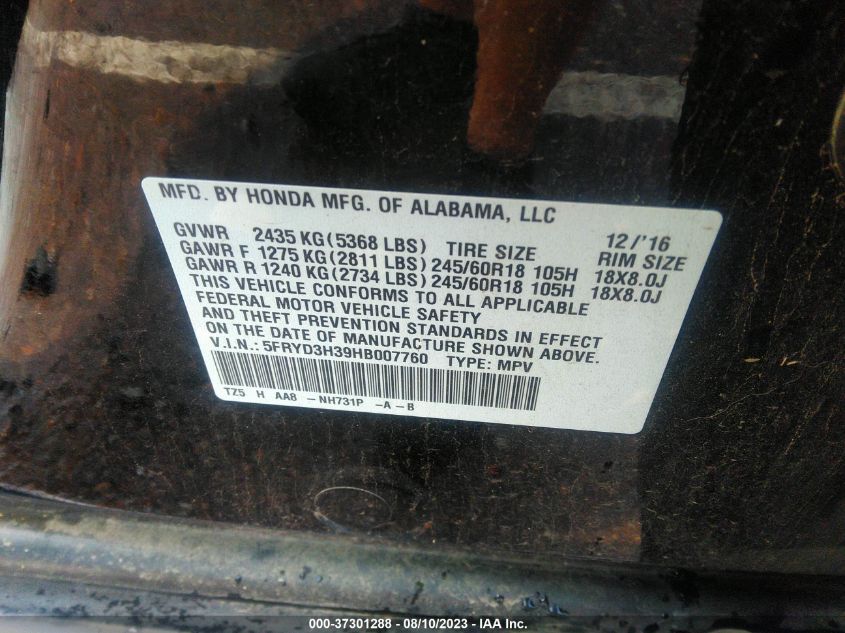 MFD. BY HONDA MFG. OF ALABAMA, LLC
GVWR 2435 KG(5368 LBS) TIRE SIZE 12/'16 RIM SIZE
GAWR F 1275 KG(2811 LBS) 245/60R18 105H 18X8.0J
GAWR R 1240 KG(2734 LBS) 245/60R18 105H 18X8.0J
THIS VEHICLE CONFORMS TO ALL APPLICABLE
FEDERAL MOTOR VEHICLE SAFETY
AND THEFT PREVENTION STANDARDS IN EFFECT
ON THE DATE OF MANUFACTURE SHOWN ABOVE.
V.I.N.: 5FRYD3H39HB007760 TYPE: MPV
TZ5 H AA8 -NH731P -A-B
000-37301288 - 08/10/2023 - IAA Inc.